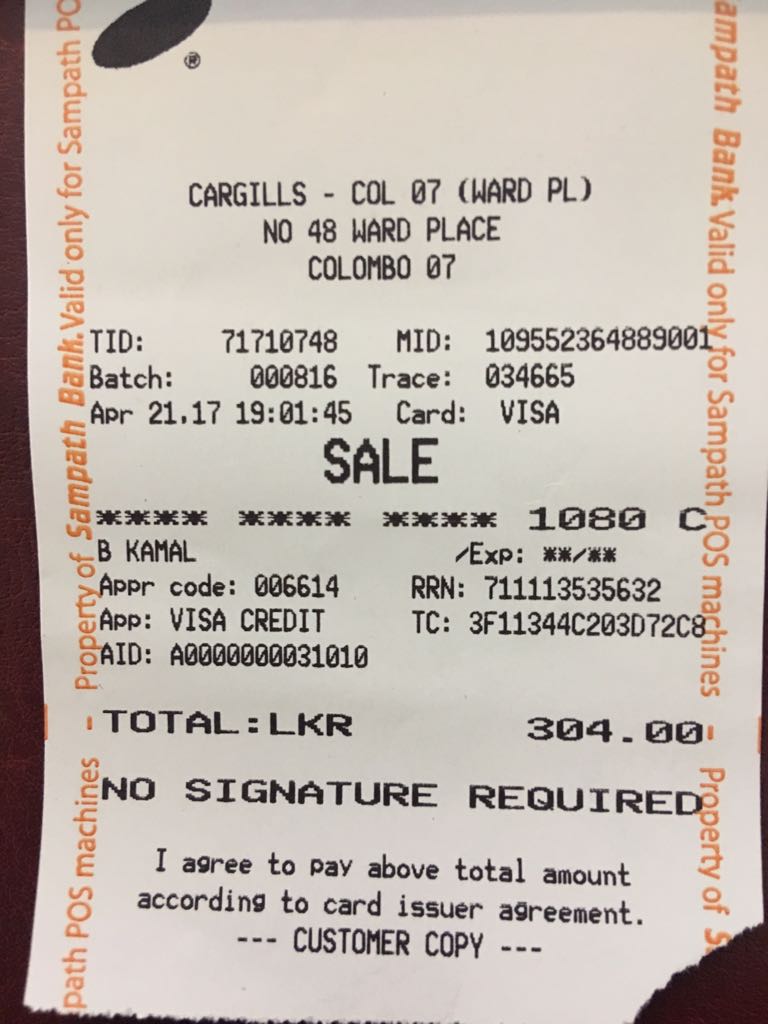 ®
CARGILLS - COL 07 (WARD PL)
NO 48 WARD PLACE
COLOMBO 07
TID: 71710748 MID: 109552364889001
Batch: 000816 Trace: 034665
Apr 21.17 19:01:45 Card: VISA
SALE
**** **** **** 1080 C
B KAMAL /Exp: **/**
Appr code: 006614 RRN: 711113535632
App: VISA CREDIT TC: 3F11344C203D72C8
AID: A0000000031010
TOTAL:LKR 304.00
NO SIGNATURE REQUIRED
I agree to pay above total amount
according to card issuer agreement.
--- CUSTOMER COPY ---
path POS machines - Property of Sampath Bank. Valid only for Sampath PO
ampath Bank. Valid only for Sampath POS machines - Property of S